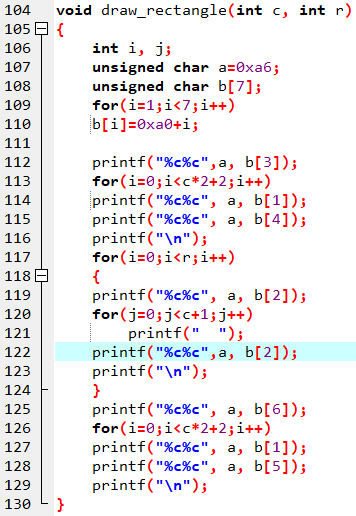 104 void draw_rectangle(int c, int r)
105 {
106 int i, j;
107 unsigned char a=0xa6;
108 unsigned char b[7];
109 for(i=1;i<7;i++)
110 b[i]=0xa0+i;
111
112 printf("%c%c",a, b[3]);
113 for(i=0;i<c*2+2;i++)
114 printf("%c%c", a, b[1]);
115 printf("%c%c", a, b[4]);
116 printf("\n");
117 for(i=0;i<r;i++)
118 {
119 printf("%c%c", a, b[2]);
120 for(j=0;j<c+1;j++)
121 printf("  ");
122 printf("%c%c",a, b[2]);
123 printf("\n");
124 }
125 printf("%c%c", a, b[6]);
126 for(i=0;i<c*2+2;i++)
127 printf("%c%c", a, b[1]);
128 printf("%c%c", a, b[5]);
129 printf("\n");
130 }